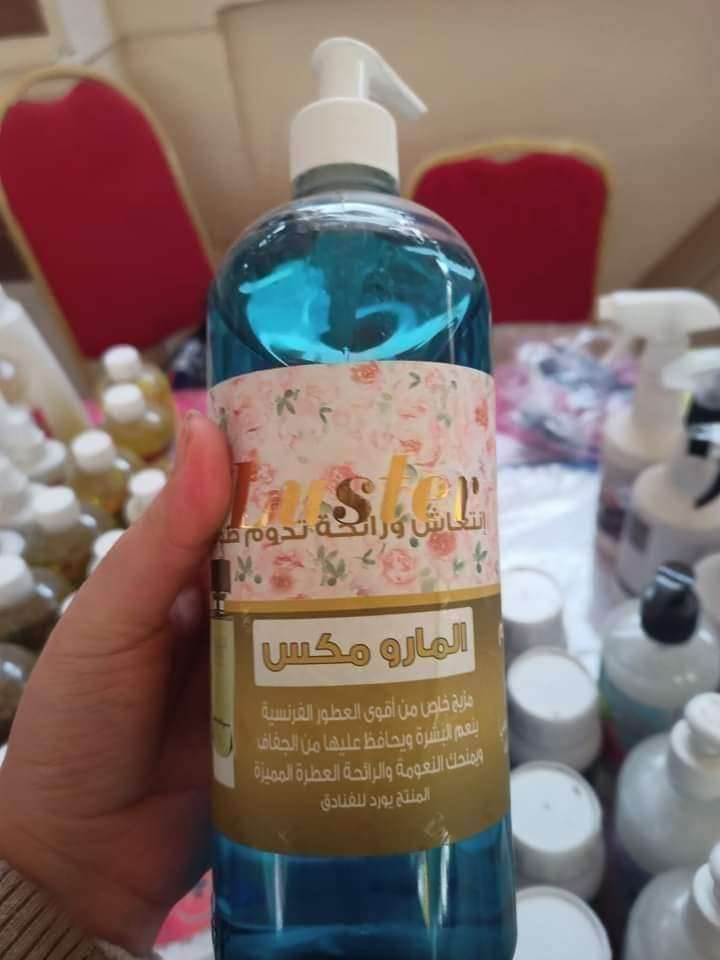 Luster
إنتعاش ورائحة تدوم
المارو مكس
مزيج خاص من أقوى العطور الفرنسية
ينعم البشرة ويحافظ عليها من الجفاف
ويمنحك النعومة والرائحة العطرة المميزة
المنتج يورد للفنادق